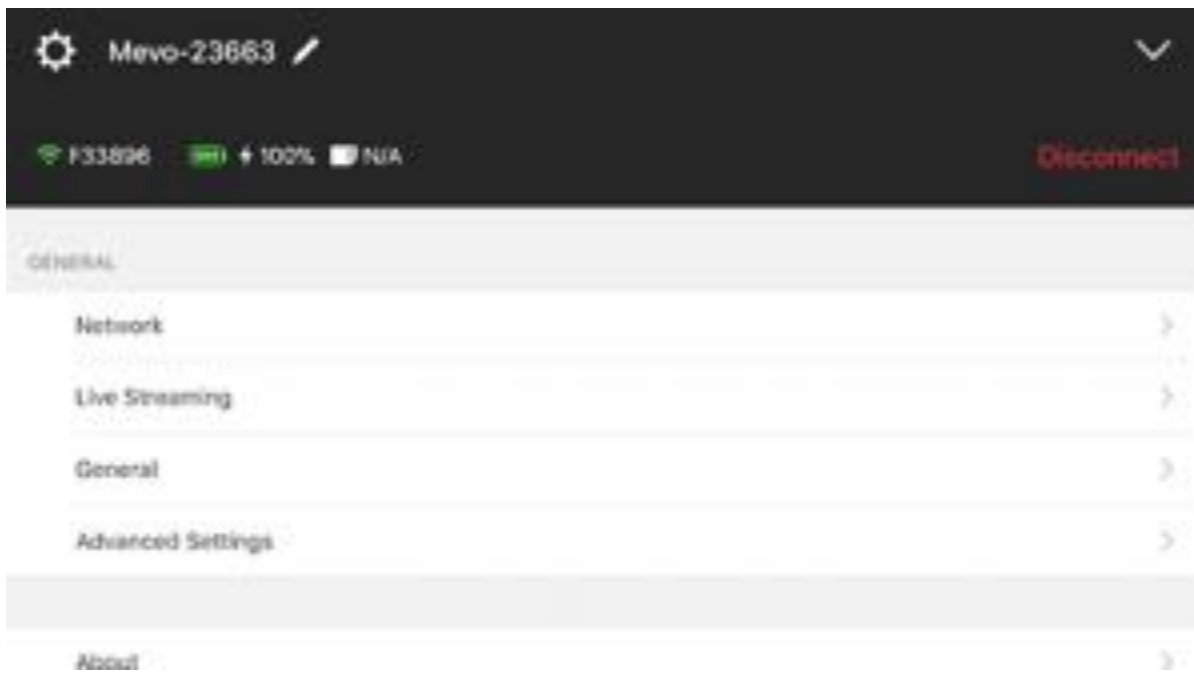 Mevo-23663
F33896 100% N/A
Disconnect
GENERAL
Network
Live Streaming
General
Advanced Settings
About